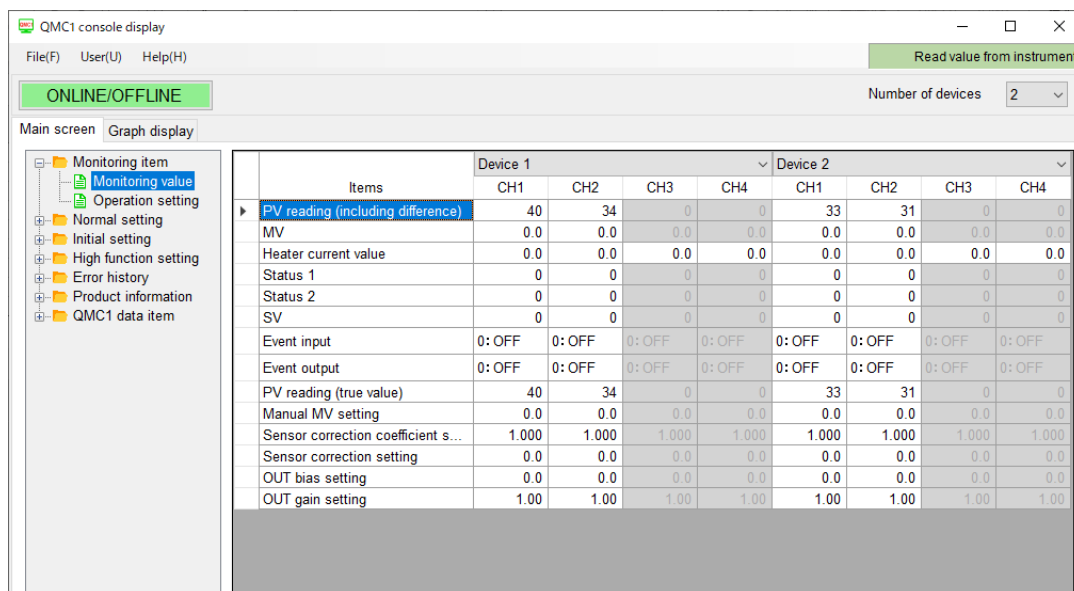 QMC1 console display
File(F) User(U) Help(H)
Read value from instrumen
ONLINE/OFFLINE
Number of devices 2
Main screen Graph display
Monitoring item
Monitoring value
Operation setting
Normal setting
Initial setting
High function setting
Error history
Product information
QMC1 data item
Device 1 Device 2
Items CH1 CH2 CH3 CH4 CH1 CH2 CH3 CH4
PV reading (including difference) 40 34 0 0 33 31 0 0
MV 0.0 0.0 0.0 0.0 0.0 0.0 0.0 0.0
Heater current value 0.0 0.0 0.0 0.0 0.0 0.0 0.0 0.0
Status 1 0 0 0 0 0 0 0 0
Status 2 0 0 0 0 0 0 0 0
SV 0 0 0 0 0 0 0 0
Event input 0: OFF 0: OFF 0: OFF 0: OFF 0: OFF 0: OFF 0: OFF 0: OFF
Event output 0: OFF 0: OFF 0: OFF 0: OFF 0: OFF 0: OFF 0: OFF 0: OFF
PV reading (true value) 40 34 0 0 33 31 0 0
Manual MV setting 0.0 0.0 0.0 0.0 0.0 0.0 0.0 0.0
Sensor correction coefficient s... 1.000 1.000 1.000 1.000 1.000 1.000 1.000 1.000
Sensor correction setting 0.0 0.0 0.0 0.0 0.0 0.0 0.0 0.0
OUT bias setting 0.0 0.0 0.0 0.0 0.0 0.0 0.0 0.0
OUT gain setting 1.00 1.00 1.00 1.00 1.00 1.00 1.00 1.00